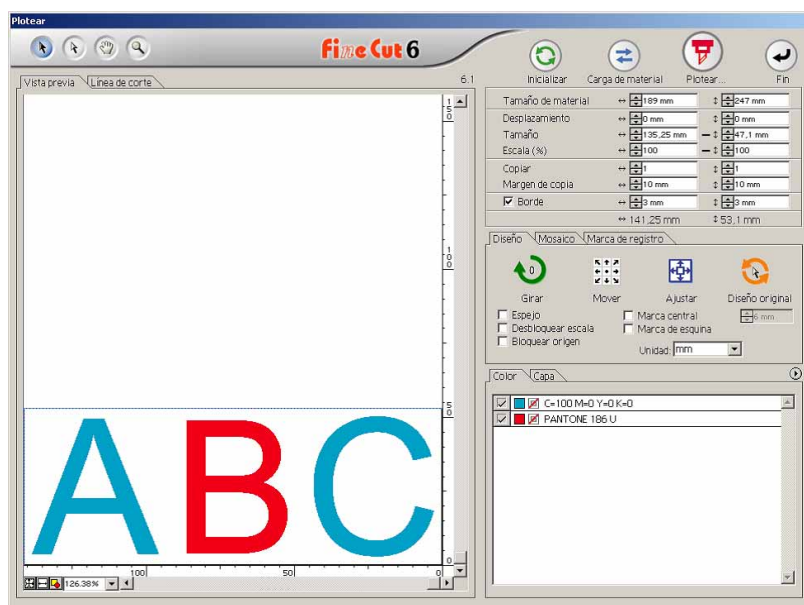 Plotear
FineCut 6
Inicializar Carga de material Plotear... Fin
Vista previa Línea de corte 6.1
Tamaño de material 189 mm 247 mm
Desplazamiento 0 mm 0 mm
Tamaño 135,25 mm 47,1 mm
Escala (%) 100 100
Copiar 1 1
Margen de copia 10 mm 10 mm
Borde 3 mm 3 mm
141,25 mm 53,1 mm
Diseño Mosaico Marca de registro
0
Girar Mover Ajustar Diseño original
Espejo Marca central 6 mm
Desbloquear escala Marca de esquina
Bloquear origen Unidad: mm
Color Capa
C=100 M=0 Y=0 K=0
PANTONE 186 U
150
100
50
0
ABC
100 50 0
126.38%